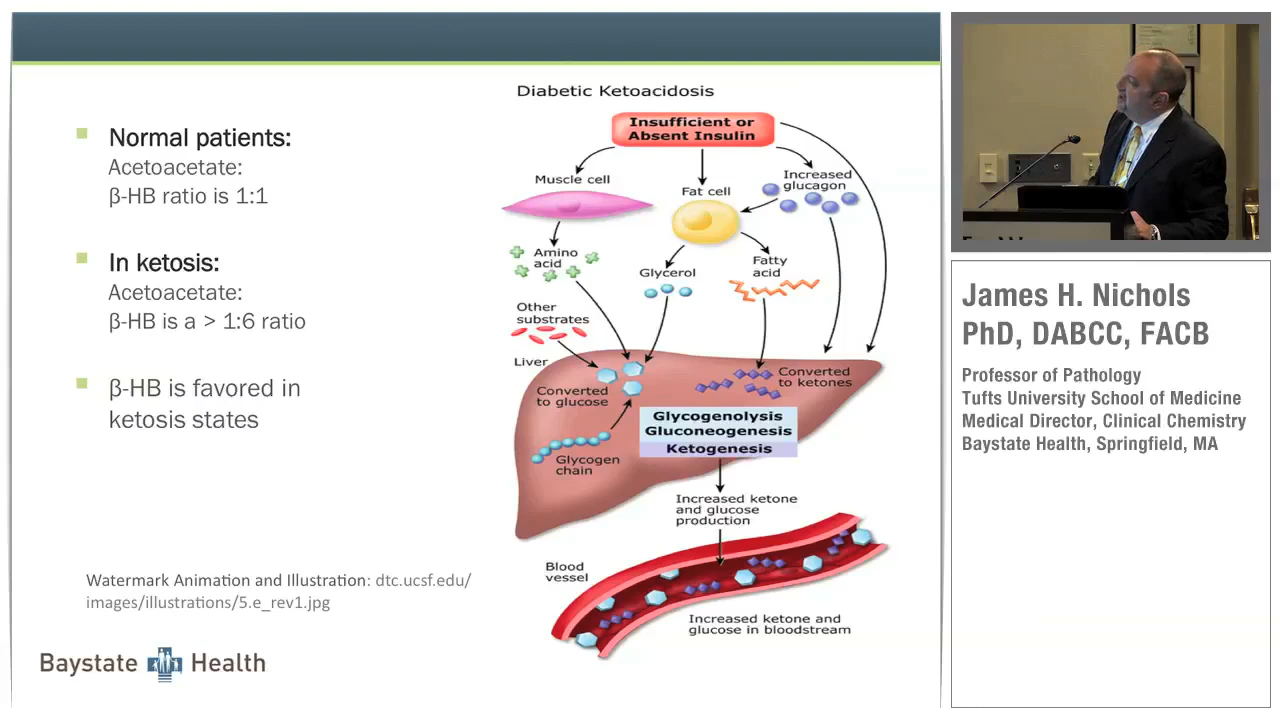 Normal patients:
Acetoacetate:
β-HB ratio is 1:1
In ketosis:
Acetoacetate:
β-HB is a > 1:6 ratio
β-HB is favored in
ketosis states
Watermark Animation and Illustration: dtc.ucsf.edu/
images/illustrations/5.e_rev1.jpg
Baystate Health
Diabetic Ketoacidosis
Insufficient or
Absent Insulin
Muscle cell
Fat cell
Increased
glucagon
Amino
acid
Glycerol
Fatty
acid
Other
substrates
Liver
Converted
to glucose
Converted
to ketones
Glycogenolysis
Gluconeogenesis
Ketogenesis
Glycogen
chain
Increased ketone
and glucose
production
Blood
vessel
Increased ketone and
glucose in bloodstream
James H. Nichols
PhD, DABCC, FACB
Professor of Pathology
Tufts University School of Medicine
Medical Director, Clinical Chemistry
Baystate Health, Springfield, MA